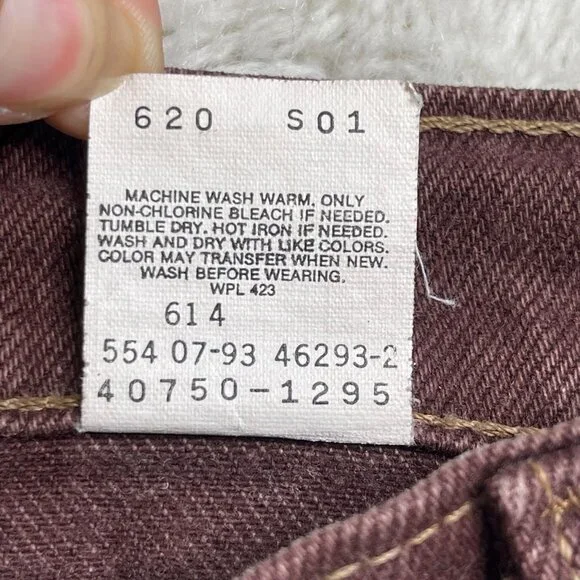 620 S01
MACHINE WASH WARM. ONLY
NON-CHLORINE BLEACH IF NEEDED.
TUMBLE DRY. HOT IRON IF NEEDED.
WASH AND DRY WITH LIKE COLORS.
COLOR MAY TRANSFER WHEN NEW.
WASH BEFORE WEARING.
WPL 423
614
554 07-93 46293-2
40750-1295